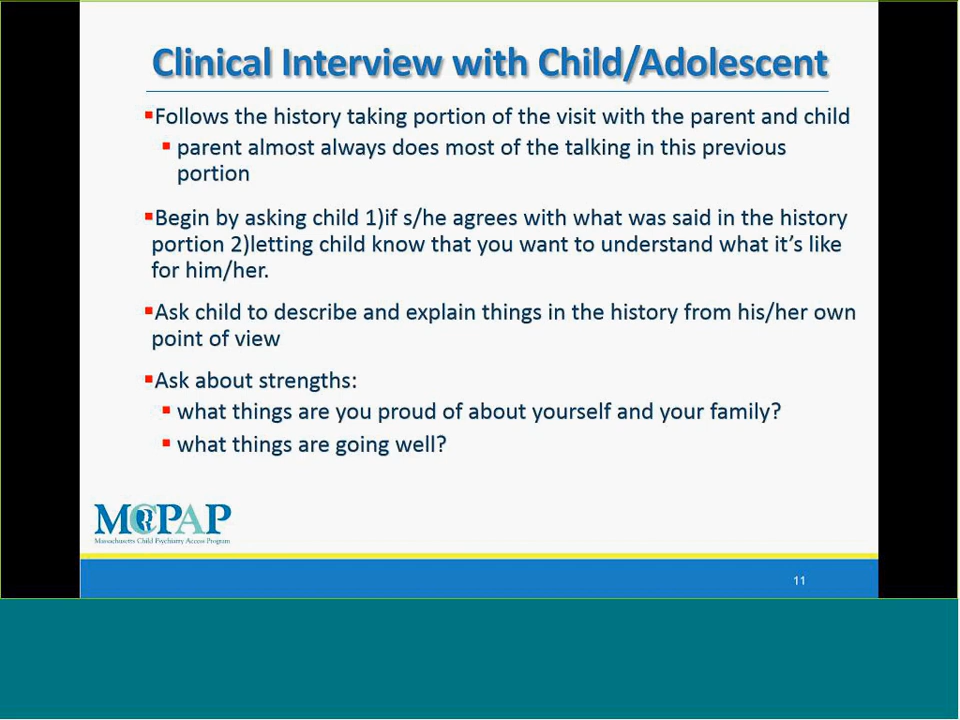 Clinical Interview with Child/Adolescent
▪Follows the history taking portion of the visit with the parent and child
▪ parent almost always does most of the talking in this previous
portion
▪Begin by asking child 1)if s/he agrees with what was said in the history
portion 2)letting child know that you want to understand what it’s like
for him/her.
▪Ask child to describe and explain things in the history from his/her own
point of view
▪Ask about strengths:
▪ what things are you proud of about yourself and your family?
▪ what things are going well?
MCPAP
Massachusetts Child Psychiatry Access Program
11